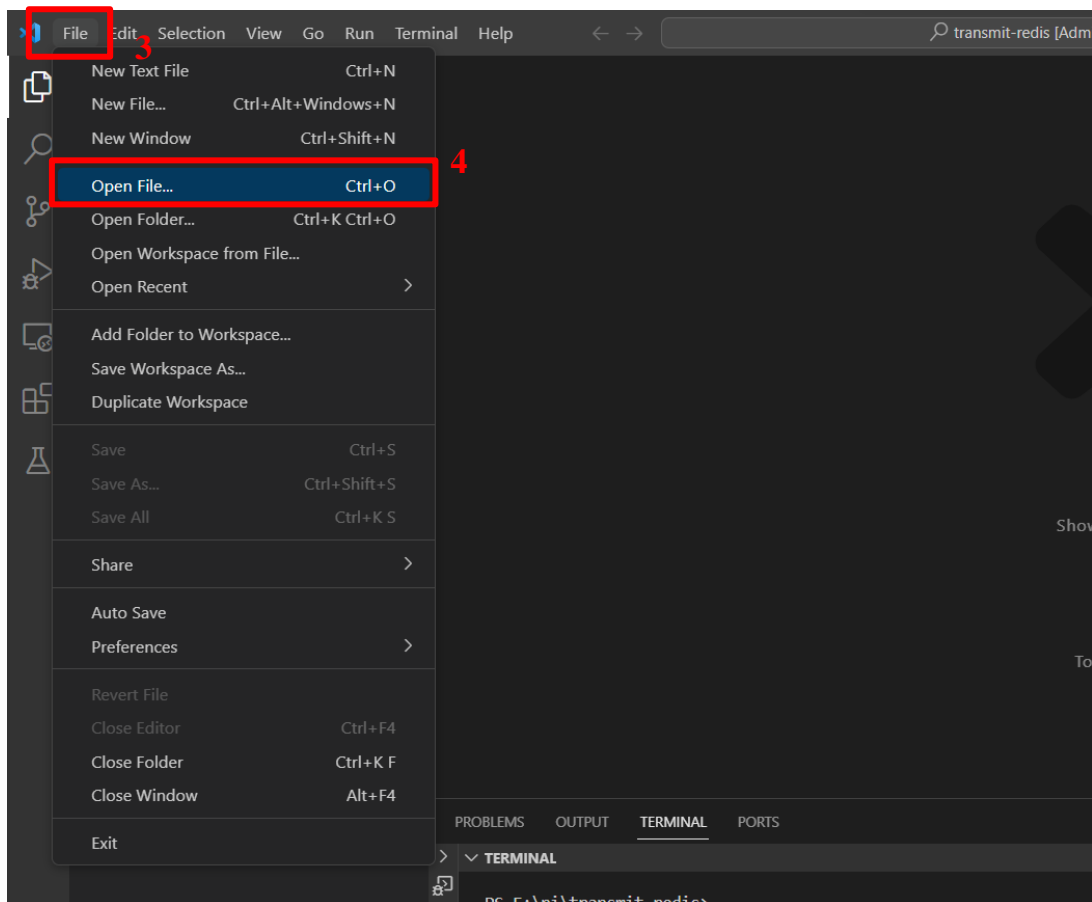 File Edit Selection View Go Run Terminal Help
transmit-redis [Adm
3
New Text File Ctrl+N
New File... Ctrl+Alt+Windows+N
New Window Ctrl+Shift+N
4
Open File... Ctrl+O
Open Folder... Ctrl+K Ctrl+O
Open Workspace from File...
Open Recent
Add Folder to Workspace...
Save Workspace As...
Duplicate Workspace
Save Ctrl+S
Save As... Ctrl+Shift+S
Save All Ctrl+K S
Show
Share
Auto Save
Preferences
To
Revert File
Close Editor Ctrl+F4
Close Folder Ctrl+K F
Close Window Alt+F4
Exit
PROBLEMS OUTPUT TERMINAL PORTS
TERMINAL